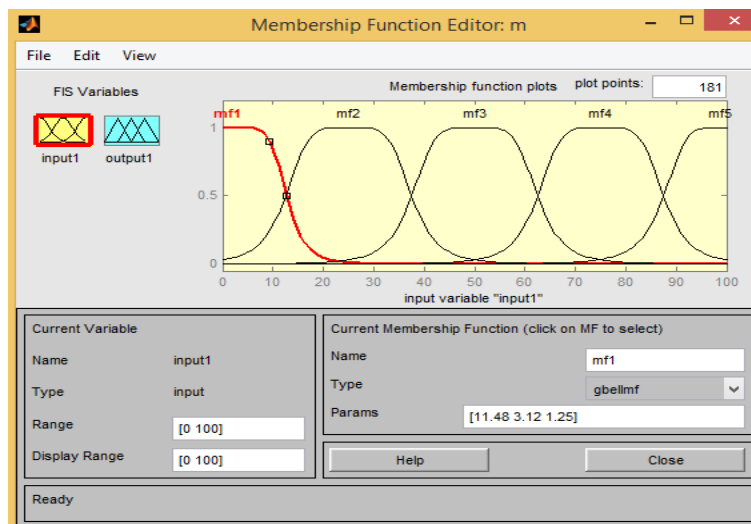 Membership Function Editor: m
File Edit View
FIS Variables
input1 output1
Membership function plots plot points: 181
mf1 mf2 mf3 mf4 mf5
1
0.5
0
0 10 20 30 40 50 60 70 80 90 100
input variable "input1"
Current Variable
Name input1
Type input
Range [0 100]
Display Range [0 100]
Current Membership Function (click on MF to select)
Name mf1
Type gbellmf
Params [11.48 3.12 1.25]
Help Close
Ready